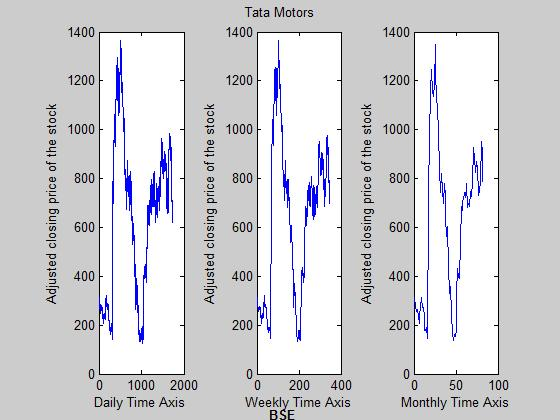 Tata Motors
1400
1200
1000
800
600
400
200
0
0 1000 2000
Adjusted closing price of the stock
Daily Time Axis
1400
1200
1000
800
600
400
200
0
0 200 400
Adjusted closing price of the stock
Weekly Time Axis
1400
1200
1000
800
600
400
200
0
0 50 100
Adjusted closing price of the stock
Monthly Time Axis
BSE